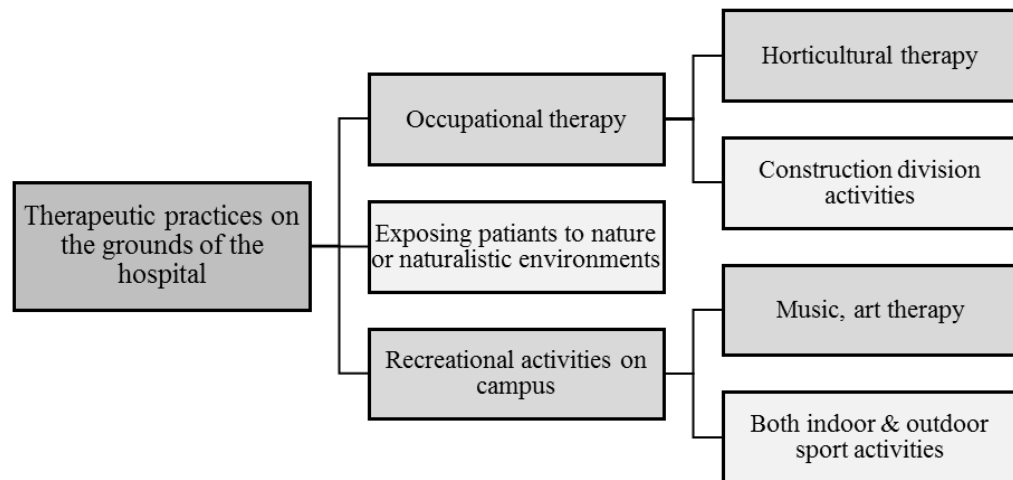 Therapeutic practices on
the grounds of the
hospital
Occupational therapy
Horticultural therapy
Construction division
activities
Exposing patiants to nature
or naturalistic environments
Recreational activities on
campus
Music, art therapy
Both indoor & outdoor
sport activities